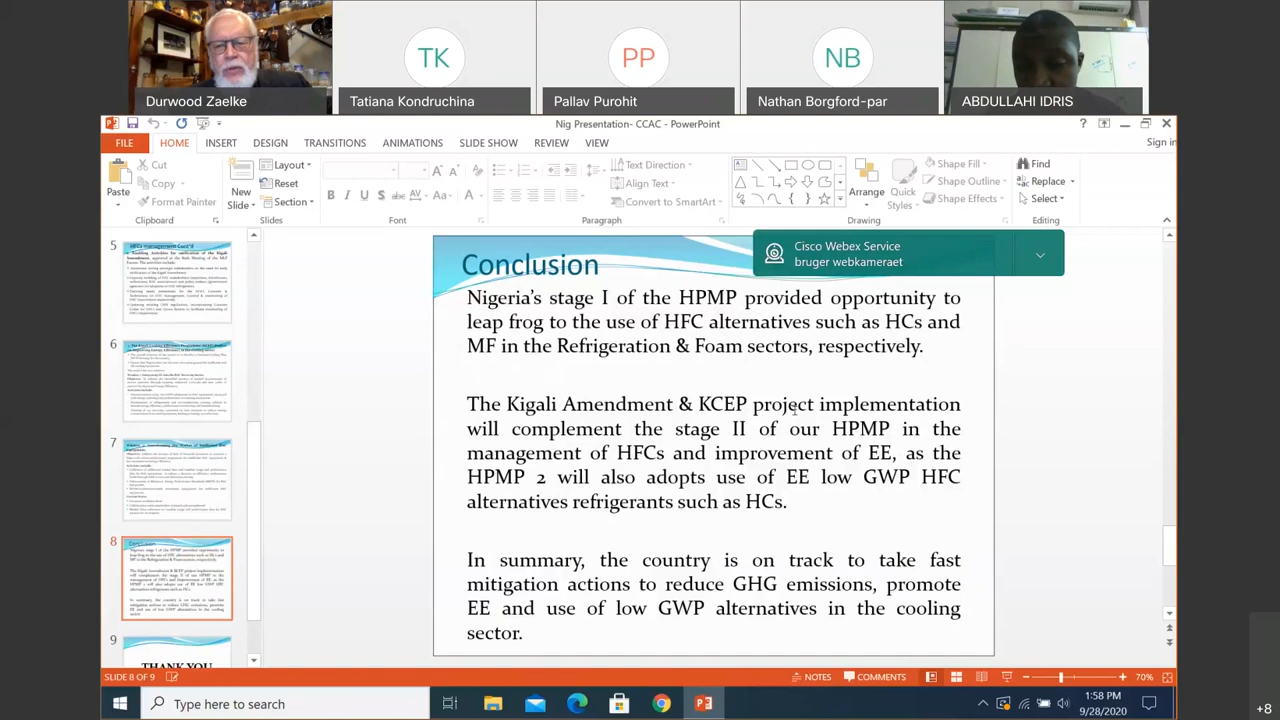 TK
PP
NB
Durwood Zaelke
Tatiana Kondruchina
Pallav Purohit
Nathan Borgford-par
ABDULLAHI IDRIS
Nig Presentation- CCAC - PowerPoint
FILE
HOME
INSERT
DESIGN
TRANSITIONS
ANIMATIONS
SLIDE SHOW
REVIEW
VIEW
Sign in
Paste
Cut
Copy
Format Painter
Clipboard
New Slide
Layout
Reset
Section
Slides
Font
Text Direction
Align Text
Convert to SmartArt
Paragraph
Arrange
Quick Styles
Shape Fill
Shape Outline
Shape Effects
Drawing
Find
Replace
Select
Editing
Cisco Webex Service
bruger webkameraet
Conclusion
Nigeria's stage I of the HPMP provided opportunity to
leap frog to the use of HFC alternatives such as HCs and
MF in the Refrigeration & Foam sectors, respectively.
The Kigali Amendment & KCEP project implementation
will complement the stage II of our HPMP in the
management of HFCs and improvement of EE, as the
HPMP 2 will also adopts use of EE low GWP HFC
alternative refrigerants such as HCs.
In summary, the country is on track to take fast
mitigation actions to reduce GHG emissions, promote
EE and use of low GWP alternatives in the cooling
sector.
5
6
7
8
9
THANK YOU
SLIDE 8 OF 9
NOTES
COMMENTS
70%
Type here to search
1:58 PM
9/28/2020
+8